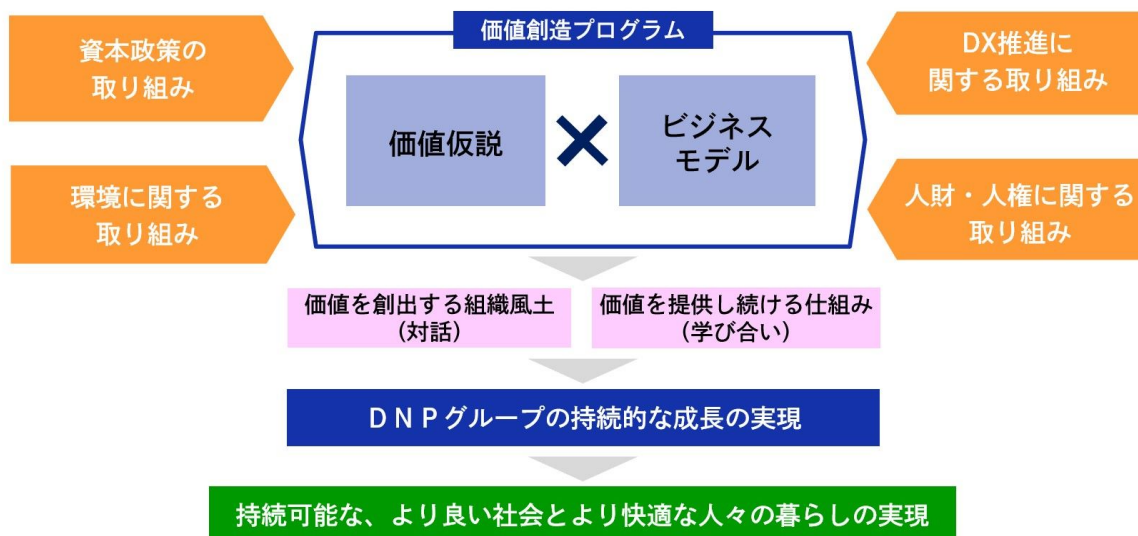 価値創造プログラム
資本政策の
取り組み
環境に関する
取り組み
価値仮説
×
ビジネス
モデル
DX推進に
関する取り組み
人財・人権に関する
取り組み
価値を創出する組織風土
(対話)
価値を提供し続ける仕組み
(学び合い)
ＤＮＰグループの持続的な成長の実現
持続可能な、より良い社会とより快適な人々の暮らしの実現